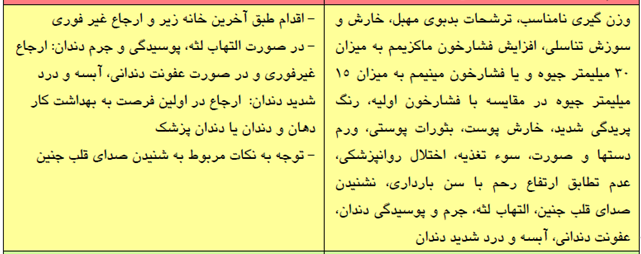 وزن گیری نامناسب، ترشحات بدبوی مهبل، خارش و
سوزش تناسلی، افزایش فشارخون ماکزیمم به میزان
۳۰ میلیمتر جیوه و یا فشارخون مینیمم به میزان ۱۵
میلیمتر جیوه در مقایسه با فشارخون اولیه، رنگ
پریدگی شدید، خارش پوست، بثورات پوستی، ورم
دستها و صورت، سوء تغذیه، اختلال روانپزشکی،
عدم تطابق ارتفاع رحم با سن بارداری، نشنیدن
صدای قلب جنین، التهاب لثه، جرم و پوسیدگی دندان،
عفونت دندانی، آبسه و درد شدید دندان
- اقدام طبق آخرین خانه زیر و ارجاع غیر فوری
- در صورت التهاب لثه، پوسیدگی و جرم دندان: ارجاع
غیرفوری و در صورت عفونت دندانی، آبسه و درد
شدید دندان: ارجاع در اولین فرصت به بهداشت کار
دهان و دندان یا دندان پزشک
- توجه به نکات مربوط به شنیدن صدای قلب جنین